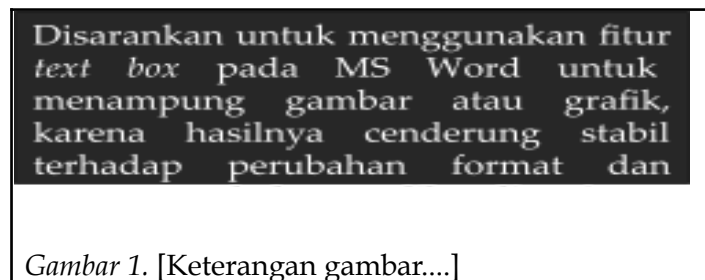 Disarankan untuk menggunakan fitur
text box pada MS Word untuk
menampung gambar atau grafik,
karena hasilnya cenderung stabil
terhadap perubahan format dan
Gambar 1. [Keterangan gambar....]